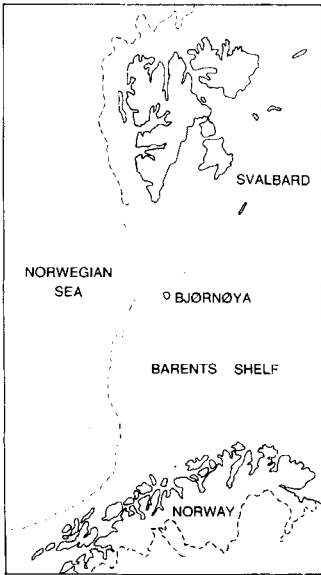 SVALBARD
NORWEGIAN
SEA
BJØRNØYA
BARENTS SHELF
NORWAY